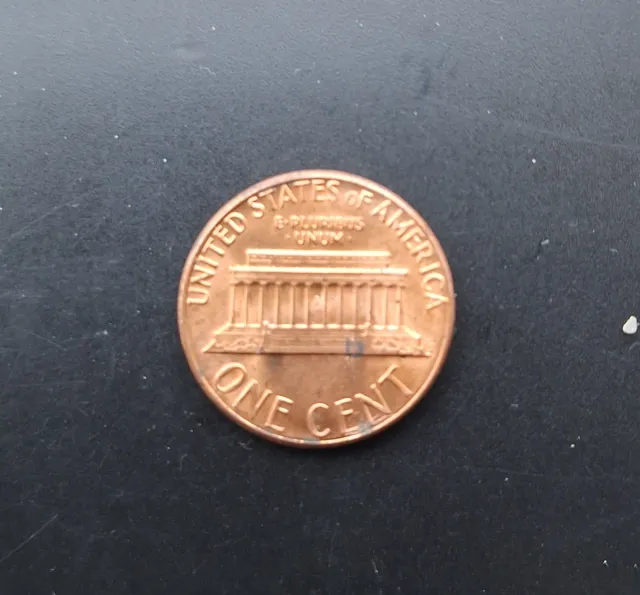 UNITED STATES oF AMERICA
E·PLURIBUS
·UNUM·
ONE CENT